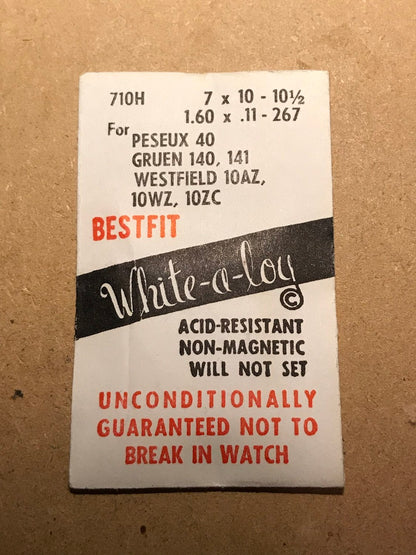 710H 7 x 10 - 10½
1.60 x .11 - 267
For
PESEUX 40
GRUEN 140, 141
WESTFIELD 10AZ,
10WZ, 10ZC
BESTFIT
White-a-loy
©
ACID-RESISTANT
NON-MAGNETIC
WILL NOT SET
UNCONDITIONALLY
GUARANTEED NOT TO
BREAK IN WATCH